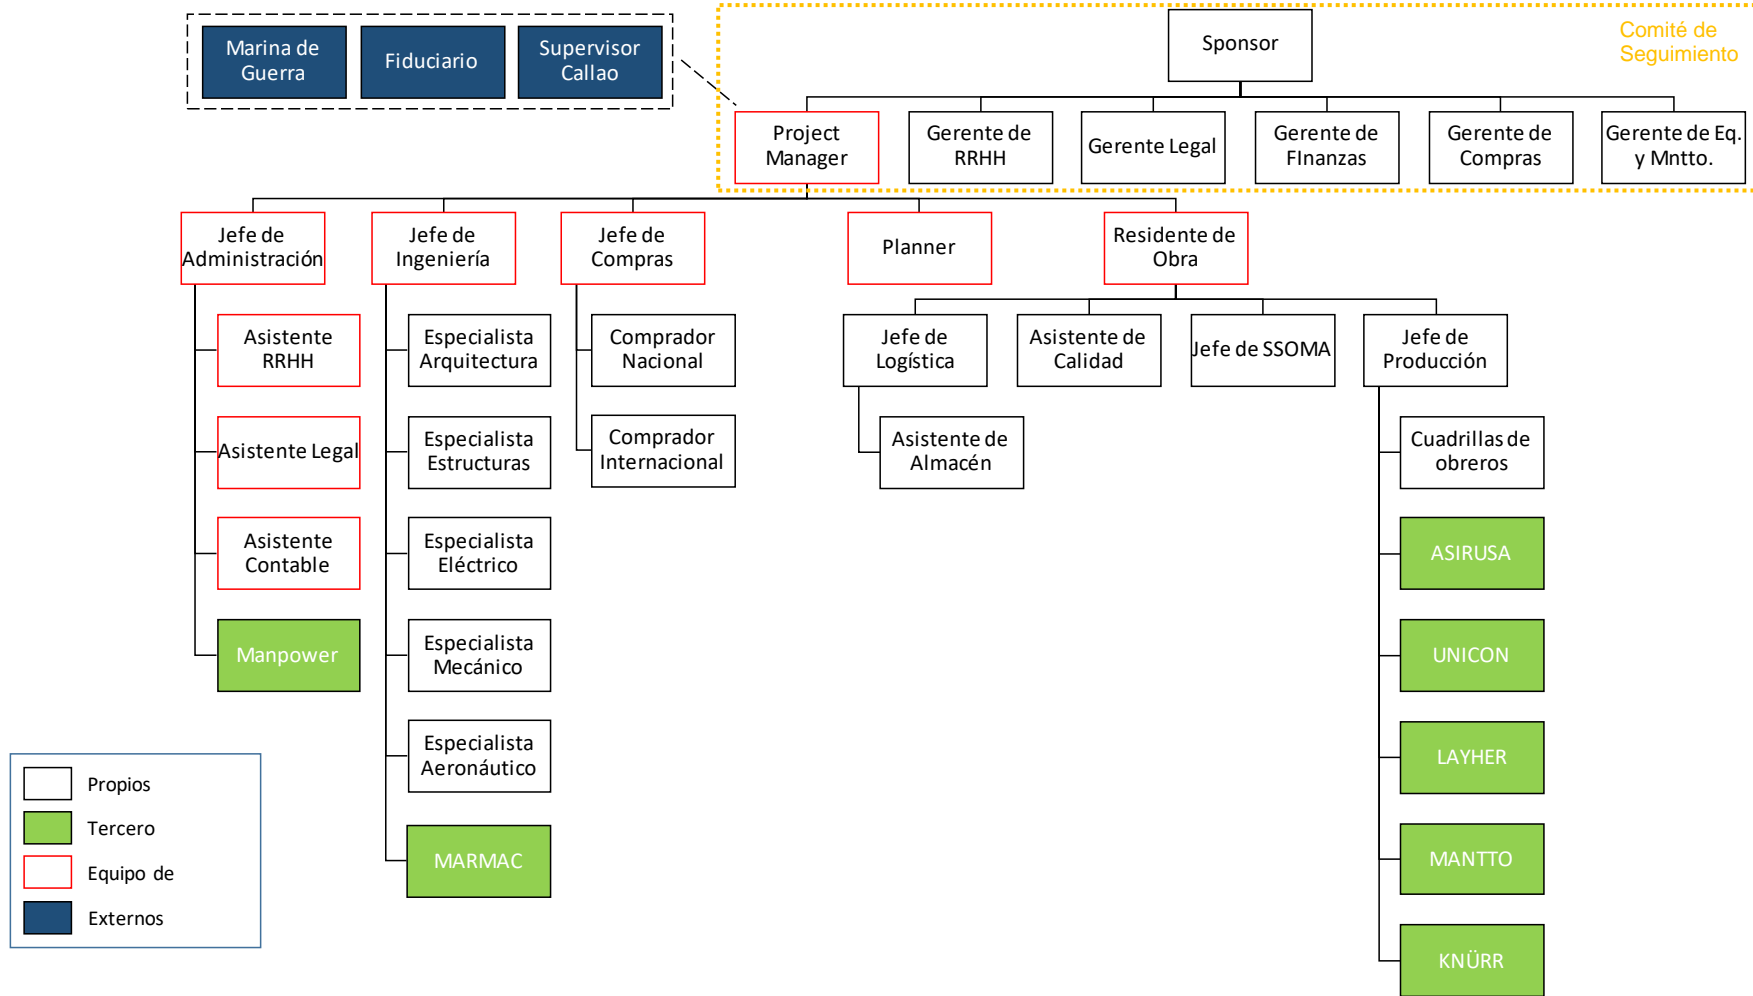 Marina de
Guerra
Fiduciario
Supervisor
Callao
Sponsor
Comité de
Seguimiento
Project
Manager
Gerente de
RRHH
Gerente Legal
Gerente de
FInanzas
Gerente de
Compras
Gerente de Eq.
y Mntto.
Jefe de
Administración
Jefe de
Ingeniería
Jefe de
Compras
Planner
Residente de
Obra
Asistente
RRHH
Especialista
Arquitectura
Comprador
Nacional
Jefe de
Logística
Asistente de
Calidad
Jefe de SSOMA
Jefe de
Producción
Asistente Legal
Especialista
Estructuras
Comprador
Internacional
Asistente de
Almacén
Cuadrillas de
obreros
Asistente
Contable
Especialista
Eléctrico
ASIRUSA
Manpower
Especialista
Mecánico
UNICON
Especialista
Aeronáutico
LAYHER
MARMAC
MANTTO
KNÜRR
Propios
Tercero
Equipo de
Externos